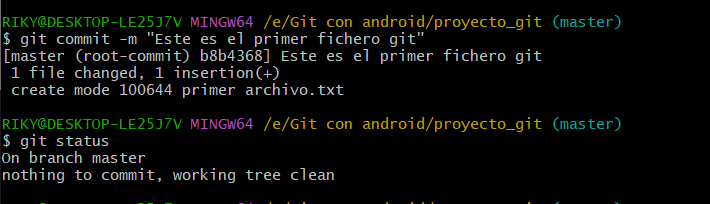 RIKY@DESKTOP-LE25J7V MINGW64 /e/Git con android/proyecto_git (master)
$ git commit -m "Este es el primer fichero git"
[master (root-commit) b8b4368] Este es el primer fichero git
 1 file changed, 1 insertion(+)
 create mode 100644 primer archivo.txt
RIKY@DESKTOP-LE25J7V MINGW64 /e/Git con android/proyecto_git (master)
$ git status
On branch master
nothing to commit, working tree clean